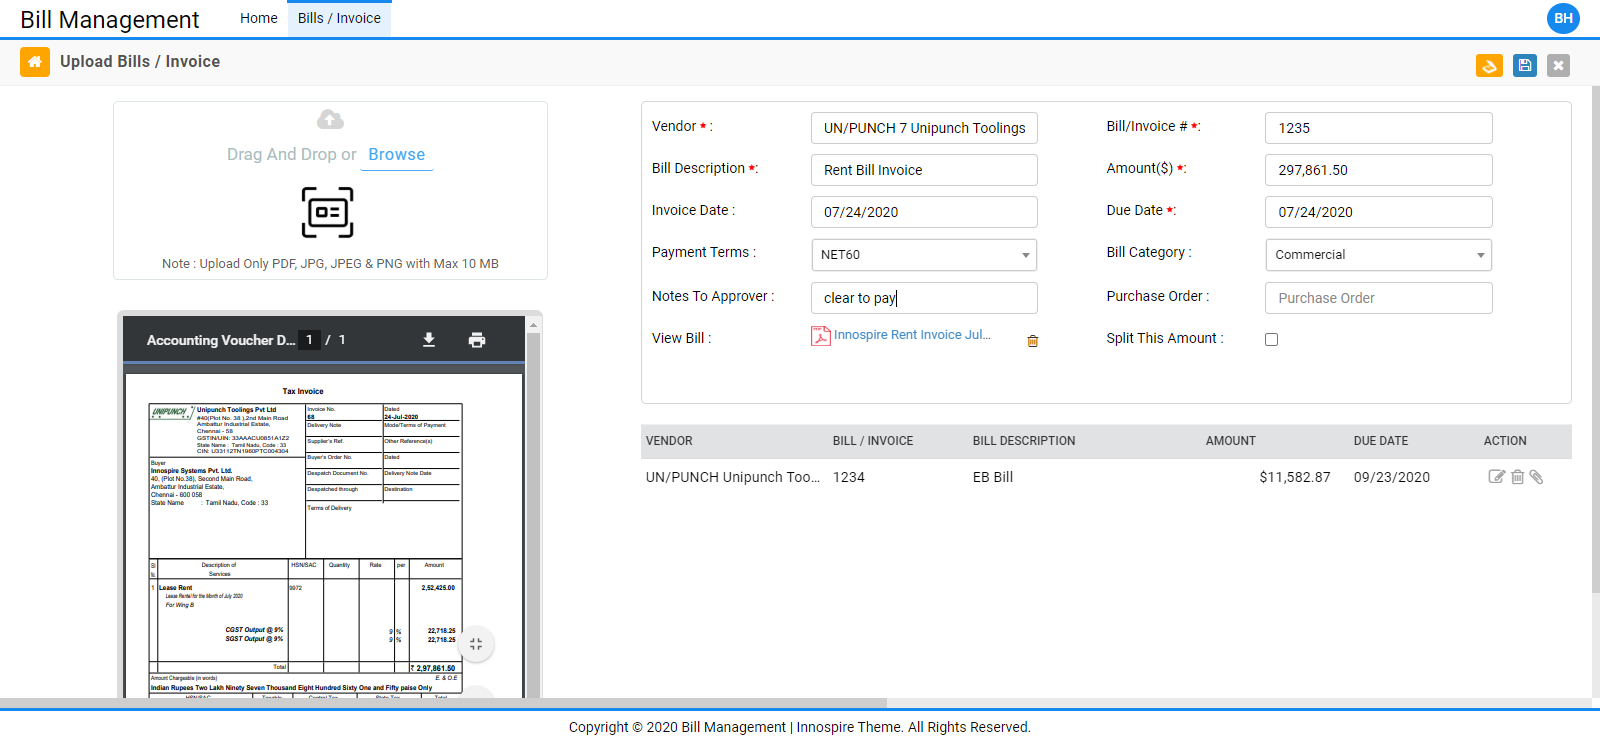 Bill Management
Home
Bills / Invoice
BH
Upload Bills / Invoice
Drag And Drop or Browse
Note : Upload Only PDF, JPG, JPEG & PNG with Max 10 MB
Vendor * :
UN/PUNCH 7 Unipunch Toolings
Bill/Invoice # *:
1235
Bill Description *:
Rent Bill Invoice
Amount($) *:
297,861.50
Invoice Date :
07/24/2020
Due Date *:
07/24/2020
Payment Terms :
NET60
Bill Category :
Commercial
Notes To Approver :
clear to pay
Purchase Order :
Purchase Order
View Bill :
Innospire Rent Invoice Jul...
Split This Amount :
VENDOR
BILL / INVOICE
BILL DESCRIPTION
AMOUNT
DUE DATE
ACTION
UN/PUNCH Unipunch Too...
1234
EB Bill
$11,582.87
09/23/2020
Accounting Voucher D...
1 / 1
Tax Invoice
UNIPUNCH
Unipunch Toolings Pvt Ltd
#40(Plot No. 38 ),2nd Main Road
Ambattur Industrial Estate,
Chennai - 58
GSTIN/UIN: 33AAACU0851A1Z2
State Name : Tamil Nadu, Code : 33
CIN: U33112TN1960PTC004304
Invoice No.
68
Dated
24-Jul-2020
Delivery Note
Mode/Terms of Payment
Supplier's Ref.
Other Reference(s)
Buyer
Innospire Systems Pvt. Ltd.
40, (Plot No.38), Second Main Road,
Ambattur Industrial Estate,
Chennai - 600 058
State Name : Tamil Nadu, Code : 33
Buyer's Order No.
Dated
Despatch Document No.
Delivery Note Date
Despatched through
Destination
Terms of Delivery
Sl
Description of
Services
HSN/SAC
Quantity
Rate
per
Amount
1
Lease Rent
9972
2,52,425.00
Lease Rental for the Month of July 2020
For Wing B
CGST Output @ 9%
9 %
22,718.25
SGST Output @ 9%
9 %
22,718.25
Total
₹ 2,97,861.50
Amount Chargeable (in words)
E. & O.E
Indian Rupees Two Lakh Ninety Seven Thousand Eight Hundred Sixty One and Fifty paise Only
Copyright © 2020 Bill Management | Innospire Theme. All Rights Reserved.